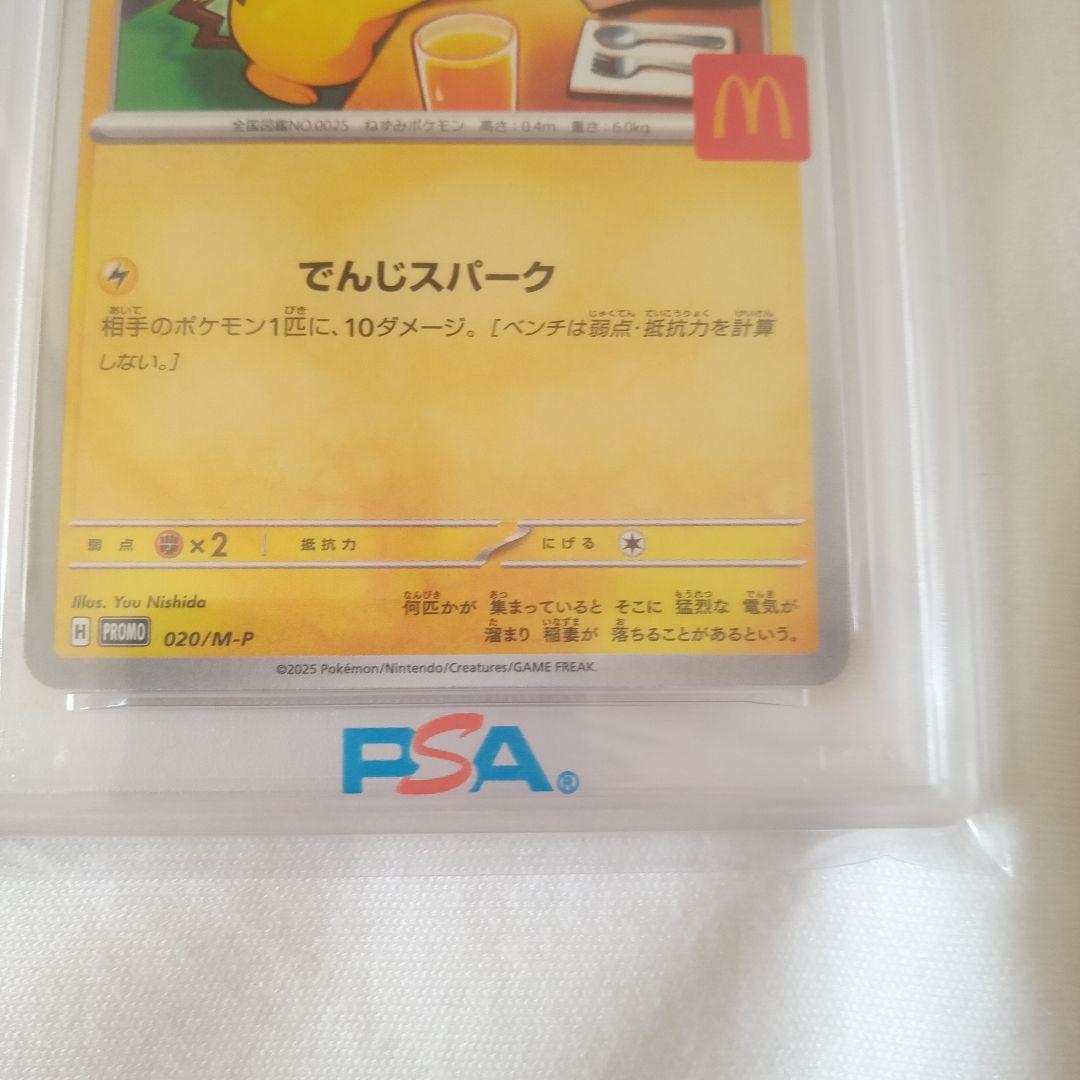 全国図鑑NO.0025 ねずみポケモン 高さ:0.4m 重さ:6.0kg
でんじスパーク
相手のポケモン1匹に、10ダメージ。[ベンチは弱点・抵抗力を計算
しない。]
弱点 ×2 抵抗力 にげる
Illus. Yuu Nishida
何匹かが 集まっていると そこに 猛烈な 電気が
溜まり 稲妻が 落ちることがあるという。
H PROMO 020/M-P
©2025 Pokémon/Nintendo/Creatures/GAME FREAK.
PSA®